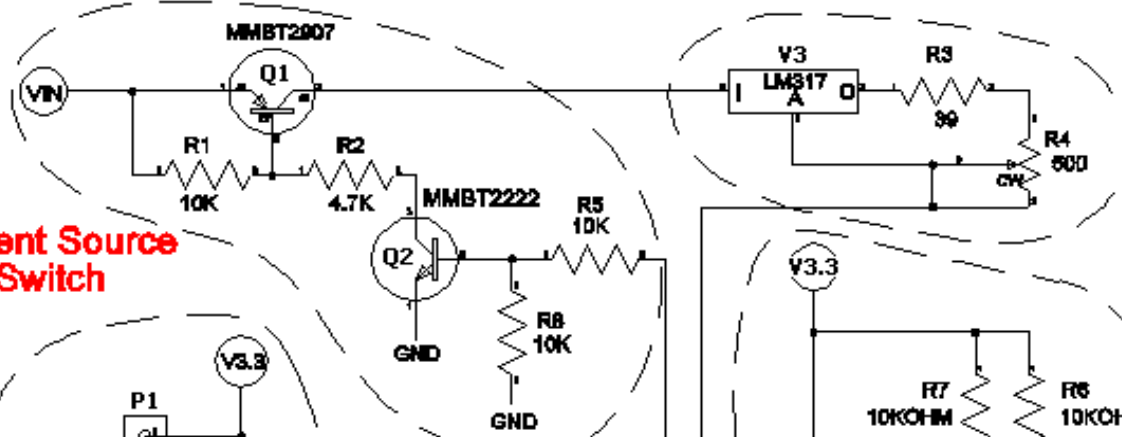 MMBT2907
VIN
Q1
V3
LM317
I
A
O
R3
39
R4
500
CW
R1
10K
R2
4.7K
MMBT2222
Q2
R5
10K
ent Source
Switch
GND
10K
GND
V3.3
V3.3
P1
R7
10KOHM
R6
10KOH